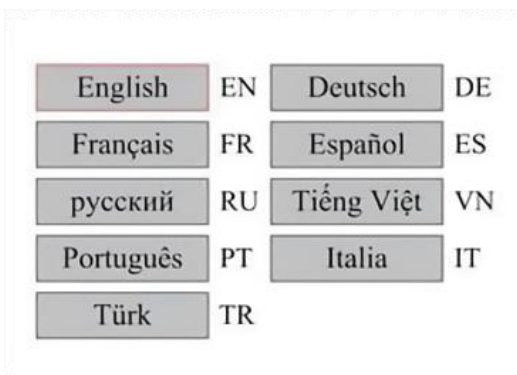 English EN Deutsch DE
Français FR Español ES
русский RU Tiếng Việt VN
Português PT Italia IT
Türk TR